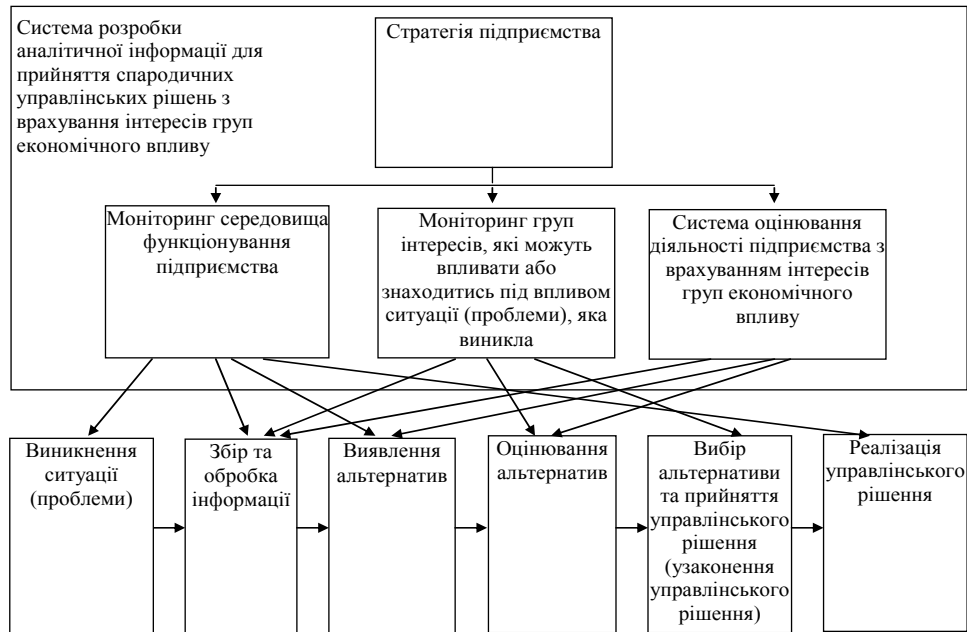 Система розробки
аналітичної інформації для
прийняття спародичних
управлінських рішень з
врахування інтересів груп
економічного впливу
Стратегія підприємства
Моніторинг середовища
функціонування
підприємства
Моніторинг груп
інтересів, які можуть
впливати або
знаходитись під впливом
ситуації (проблеми), яка
виникла
Система оцінювання
діяльності підприємства з
врахуванням інтересів
груп економічного
впливу
Виникнення
ситуації
(проблеми)
Збір та
обробка
інформації
Виявлення
альтернатив
Оцінювання
альтернатив
Вибір
альтернативи
та прийняття
управлінського
рішення
(узаконення
управлінського
рішення)
Реалізація
управлінського
рішення